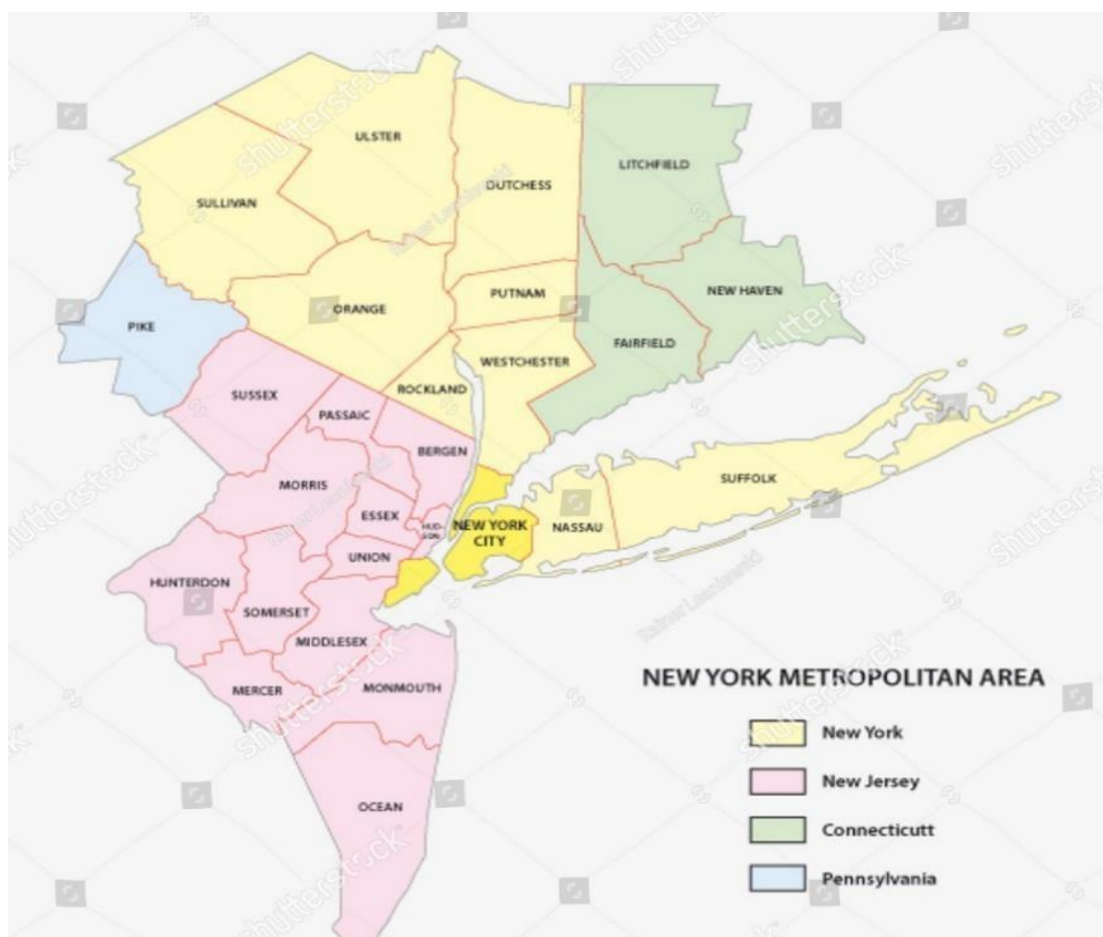 shutterstock
ULSTER
LITCHFIELD
DUTCHESS
SULLIVAN
NEW HAVEN
PUTNAM
ORANGE
PIKE
FAIRFIELD
WESTCHESTER
ROCKLAND
SUSSEX
PASSAIC
BERGEN
SUFFOLK
MORRIS
ESSEX
HUD-
SON
NEW YORK
CITY
NASSAU
UNION
HUNTERDON
SOMERSET
MIDDLESEX
MERCER
MONMOUTH
OCEAN
NEW YORK METROPOLITAN AREA
New York
New Jersey
Connecticutt
Pennsylvania